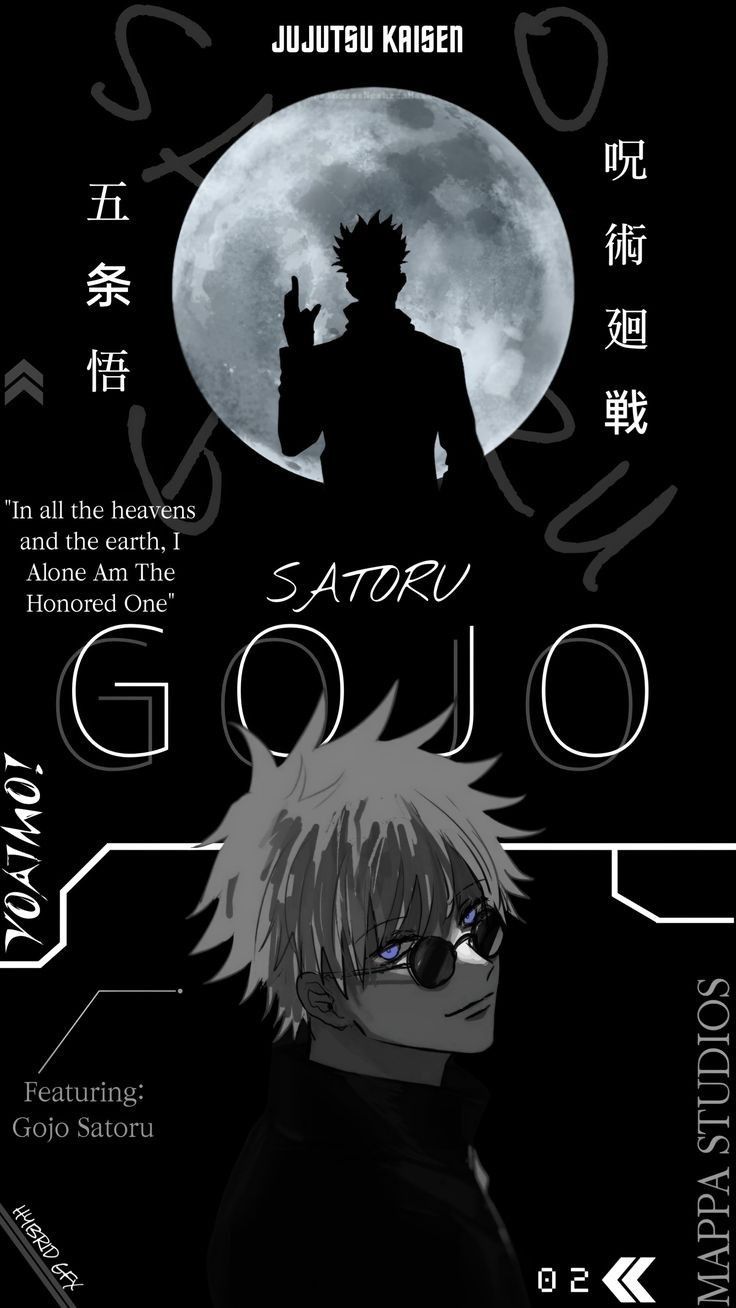 JUJUTSU KAISEN
五条悟
呪術廻戦
SATORU
"In all the heavens
and the earth, I
Alone Am The
Honored One"
SATORU
GOJO
YOAIMO!
Featuring:
Gojo Satoru
MAPPA STUDIOS
HYBRID GFX
02